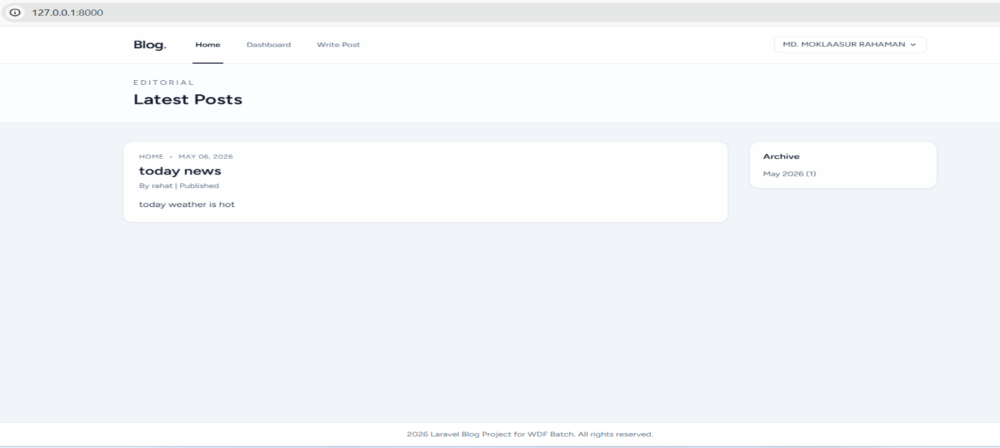 127.0.0.1:8000
Blog. Home Dashboard Write Post MD. MOKLAASUR RAHAMAN
EDITORIAL
Latest Posts
HOME • MAY 06, 2026
today news
By rahat | Published
today weather is hot
Archive
May 2026 (1)
2026 Laravel Blog Project for WDF Batch. All rights reserved.